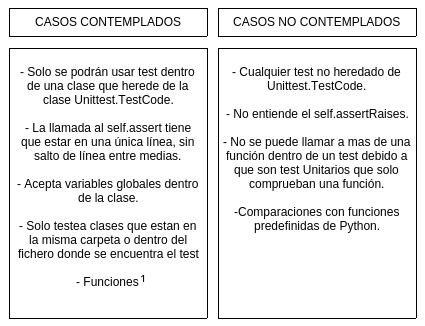 CASOS CONTEMPLADOS
- Solo se podrán usar test dentro
de una clase que herede de la
clase Unittest.TestCode.
- La llamada al self.assert tiene
que estar en una única línea, sin
salto de línea entre medias.
- Acepta variables globales dentro
de la clase.
- Solo testea clases que estan en
la misma carpeta o dentro del
fichero donde se encuentra el test
- Funciones¹
CASOS NO CONTEMPLADOS
- Cualquier test no heredado de
Unittest.TestCode.
- No entiende el self.assertRaises.
- No se puede llamar a mas de una
función dentro de un test debido a
que son test Unitarios que solo
comprueban una función.
-Comparaciones con funciones
predefinidas de Python.